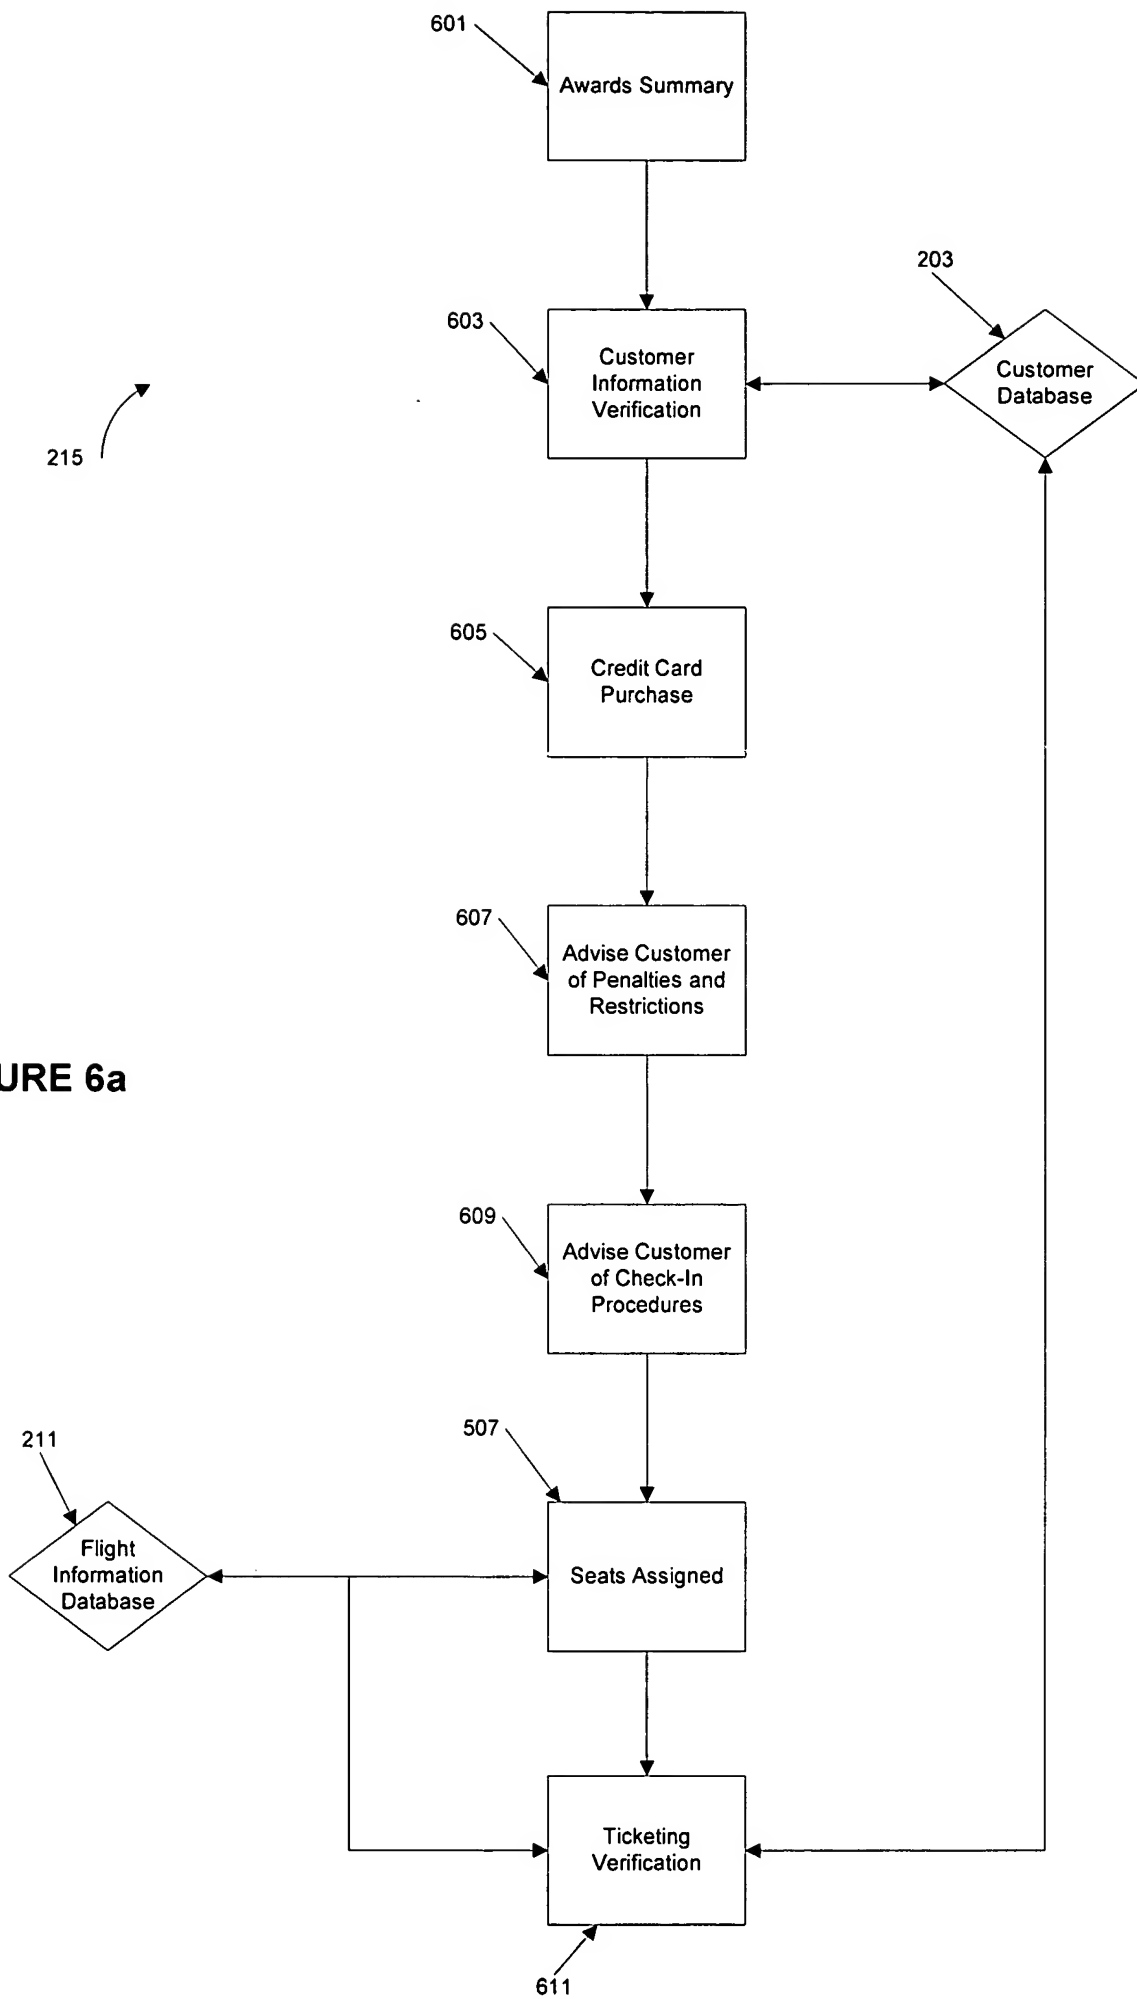 601
Awards Summary
203
603
Customer
Information
Verification
Customer
Database
215
605
Credit Card
Purchase
607
Advise Customer
of Penalties and
Restrictions
URE 6a
609
Advise Customer
of Check-In
Procedures
507
211
Flight
Information
Database
Seats Assigned
Ticketing
Verification
611